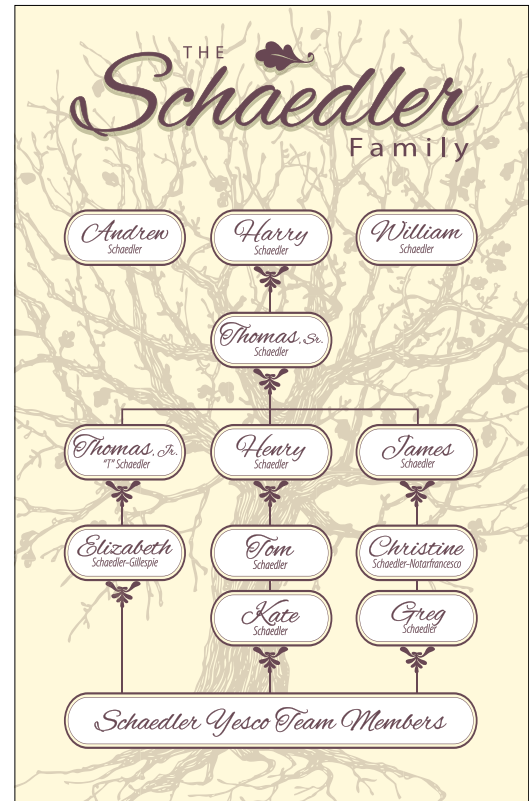 THE
Schaedler
Family
Andrew
Schaedler
Harry
Schaedler
William
Schaedler
Thomas, Sr.
Schaedler
Thomas, Jr.
"T" Schaedler
Henry
Schaedler
James
Schaedler
Elizabeth
Schaedler-Gillespie
Tom
Schaedler
Christine
Schaedler-Notarfrancesco
Kate
Schaedler
Greg
Schaedler
Schaedler Yesco Team Members